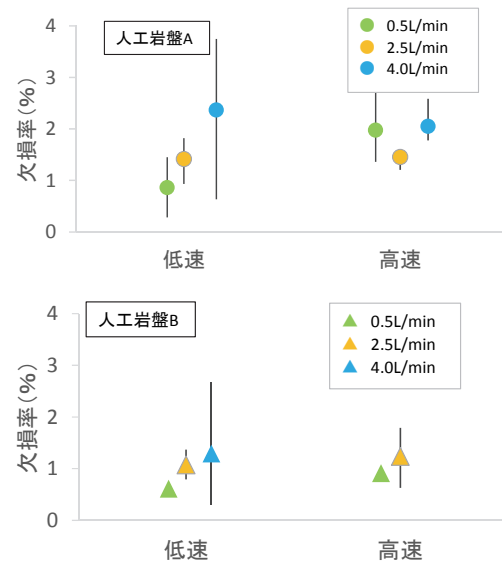 人工岩盤A
0.5L/min
2.5L/min
4.0L/min
欠損率(%)
4
3
2
1
0
低速
高速
人工岩盤B
0.5L/min
2.5L/min
4.0L/min
欠損率(%)
4
3
2
1
0
低速
高速